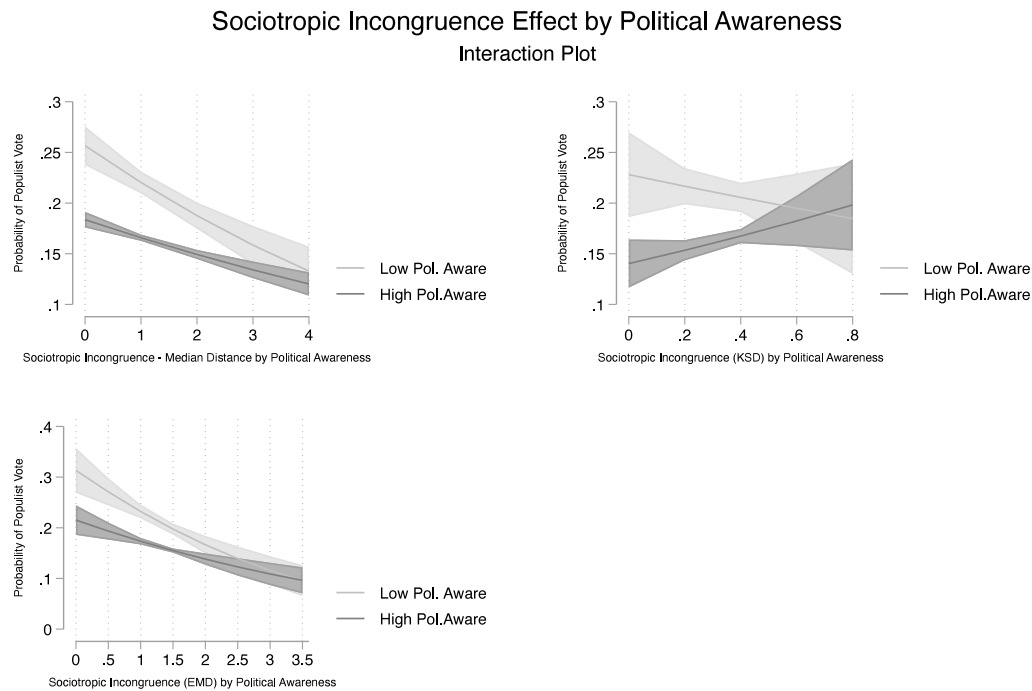 Sociotropic Incongruence Effect by Political Awareness
Interaction Plot
Probability of Populist Vote
.3
.25
.2
.15
.1
0 1 2 3 4
Sociotropic Incongruence - Median Distance by Political Awareness
Low Pol. Aware
High Pol.Aware
Probability of Populist Vote
.3
.25
.2
.15
.1
0 .2 .4 .6 .8
Sociotropic Incongruence (KSD) by Political Awareness
Low Pol. Aware
High Pol.Aware
Probability of Populist Vote
.4
.3
.2
.1
0
0 .5 1 1.5 2 2.5 3 3.5
Sociotropic Incongruence (EMD) by Political Awareness
Low Pol. Aware
High Pol.Aware